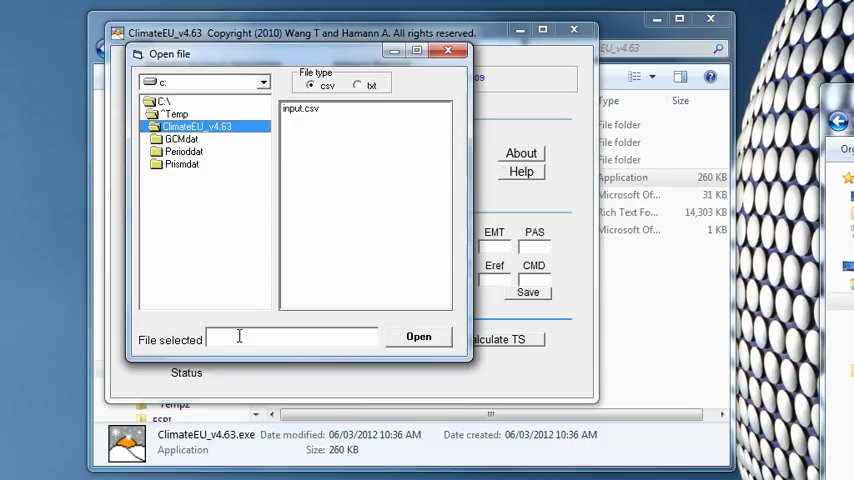 ClimateEU_v4.63 Copyright (2010) Wang T and Hamann A. All rights reserved.
EU_v4.63
Open file
c:
File type
csv
txt
09
C:\
^Temp
ClimateEU_v4.63
GCMdat
Perioddat
Prismdat
input.csv
About
Help
EMT
PAS
Eref
CMD
Save
alculate TS
File selected
Open
Status
Type
Size
File folder
File folder
File folder
Application
260 KB
Microsoft Of...
31 KB
Rich Text Fo...
14,303 KB
Microsoft Of...
1 KB
Org
Temp2
ESRI
ClimateEU_v4.63.exe
Date modified: 06/03/2012 10:36 AM
Date created: 06/03/2012 10:36 AM
Application
Size: 260 KB